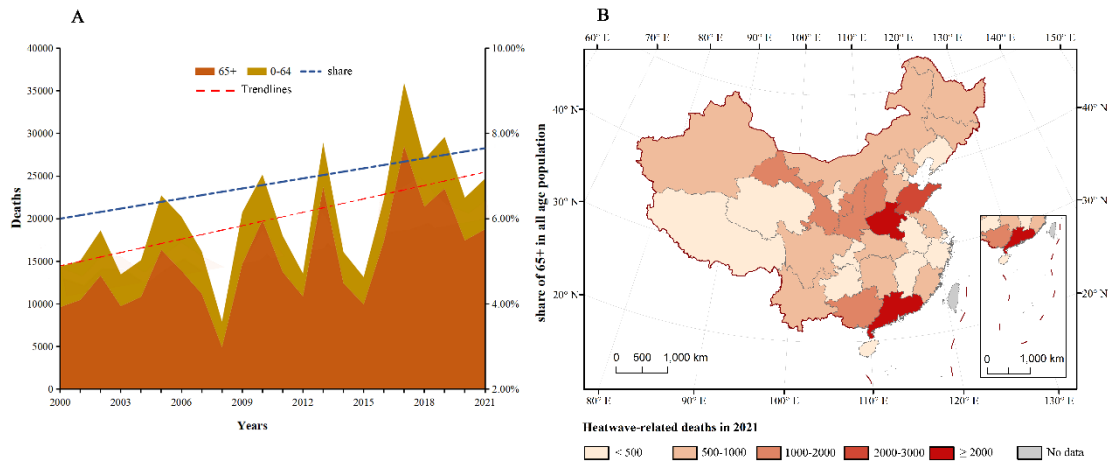 A
40000
35000
30000
25000
20000
15000
10000
5000
0
Deaths
65+ 0-64 share
Trendlines
10.00%
8.00%
6.00%
4.00%
2.00%
share of 65+ in all age population
2000 2003 2006 2009 2012 2015 2018 2021
Years
B
60° E 70° E 80° E 90° E 100° E 110° E 120° E 130° E 140° E 150° E
40° N 40° N
30° N 30° N
20° N 20° N
0 500 1,000 km
0 1,000 km
80° E 90° E 100° E 110° E 120° E 130° E
Heatwave-related deaths in 2021
< 500 500-1000 1000-2000 2000-3000 ≥ 2000 No data